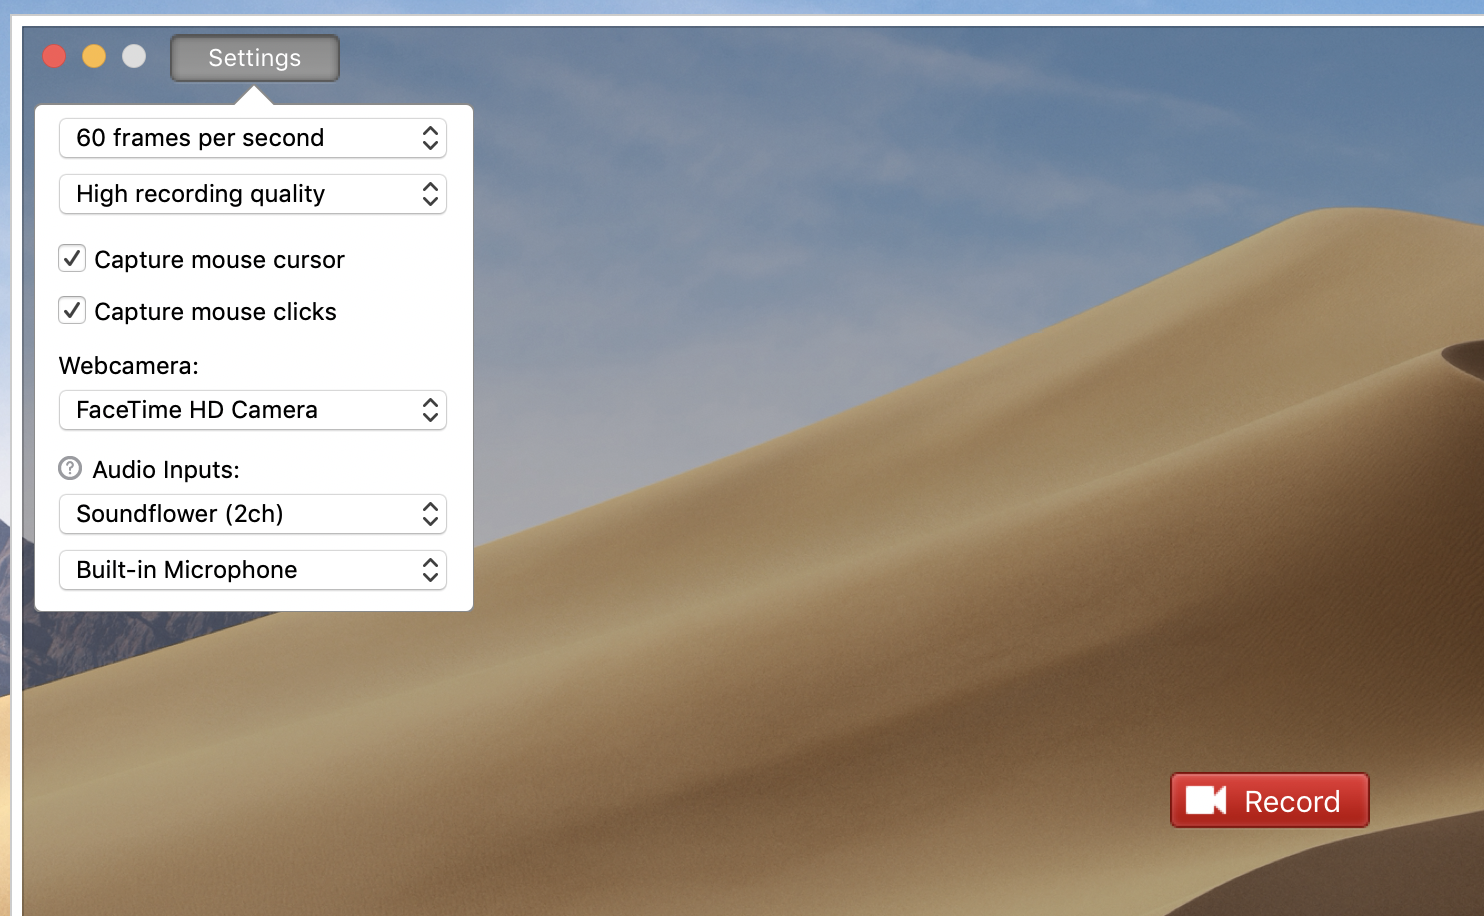 Settings
60 frames per second
High recording quality
Capture mouse cursor
Capture mouse clicks
Webcamera:
FaceTime HD Camera
Audio Inputs:
Soundflower (2ch)
Built-in Microphone
Record